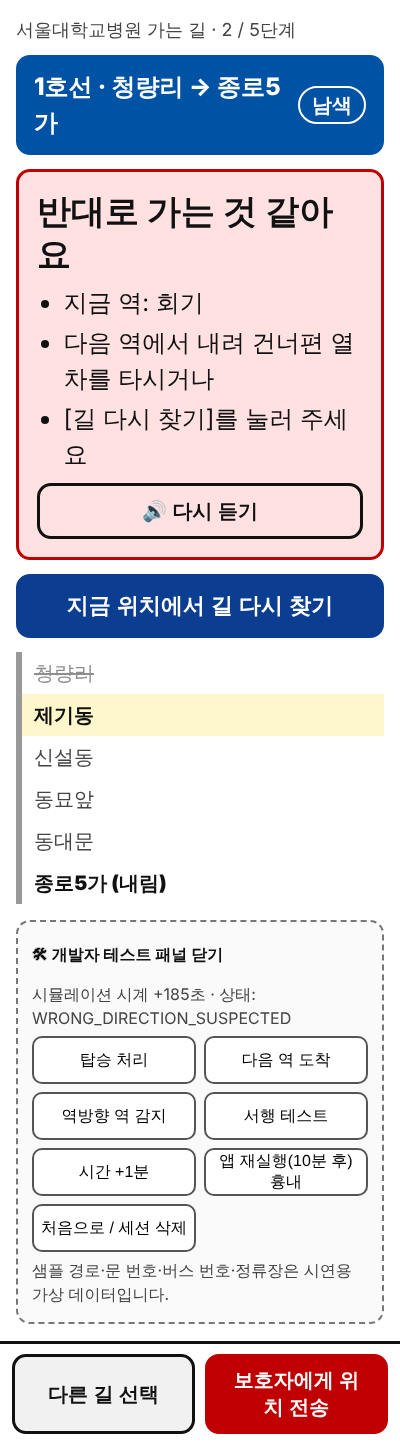 서울대학교병원 가는 길 · 2 / 5단계
1호선 · 청량리 → 종로5
가
남색
반대로 가는 것 같아
요
• 지금 역: 회기
• 다음 역에서 내려 건너편 열
차를 타시거나
• [길 다시 찾기]를 눌러 주세
요
🔊 다시 듣기
지금 위치에서 길 다시 찾기
청량리
제기동
신설동
동묘앞
동대문
종로5가 (내림)
🛠 개발자 테스트 패널 닫기
시뮬레이션 시계 +185초 · 상태:
WRONG_DIRECTION_SUSPECTED
탑승 처리
다음 역 도착
역방향 역 감지
서행 테스트
시간 +1분
앱 재실행(10분 후)
흉내
처음으로 / 세션 삭제
샘플 경로·문 번호·버스 번호·정류장은 시연용
가상 데이터입니다.
다른 길 선택
보호자에게 위
치 전송